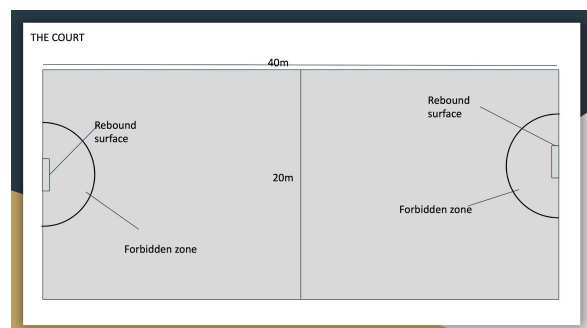 THE COURT
40m
Rebound
surface
Rebound
surface
20m
Forbidden zone
Forbidden zone